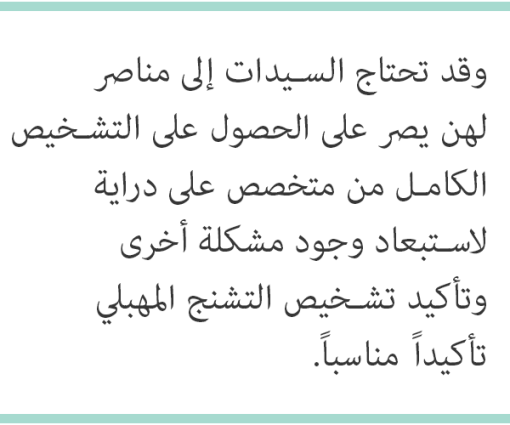 وقد تحتاج السيدات إلى مناصر
لهن يصر على الحصول على التشخيص
الكامل من متخصص على دراية
لاستبعاد وجود مشكلة أخرى
وتأكيد تشخيص التشنج المهبلي
تأكيداً مناسباً.